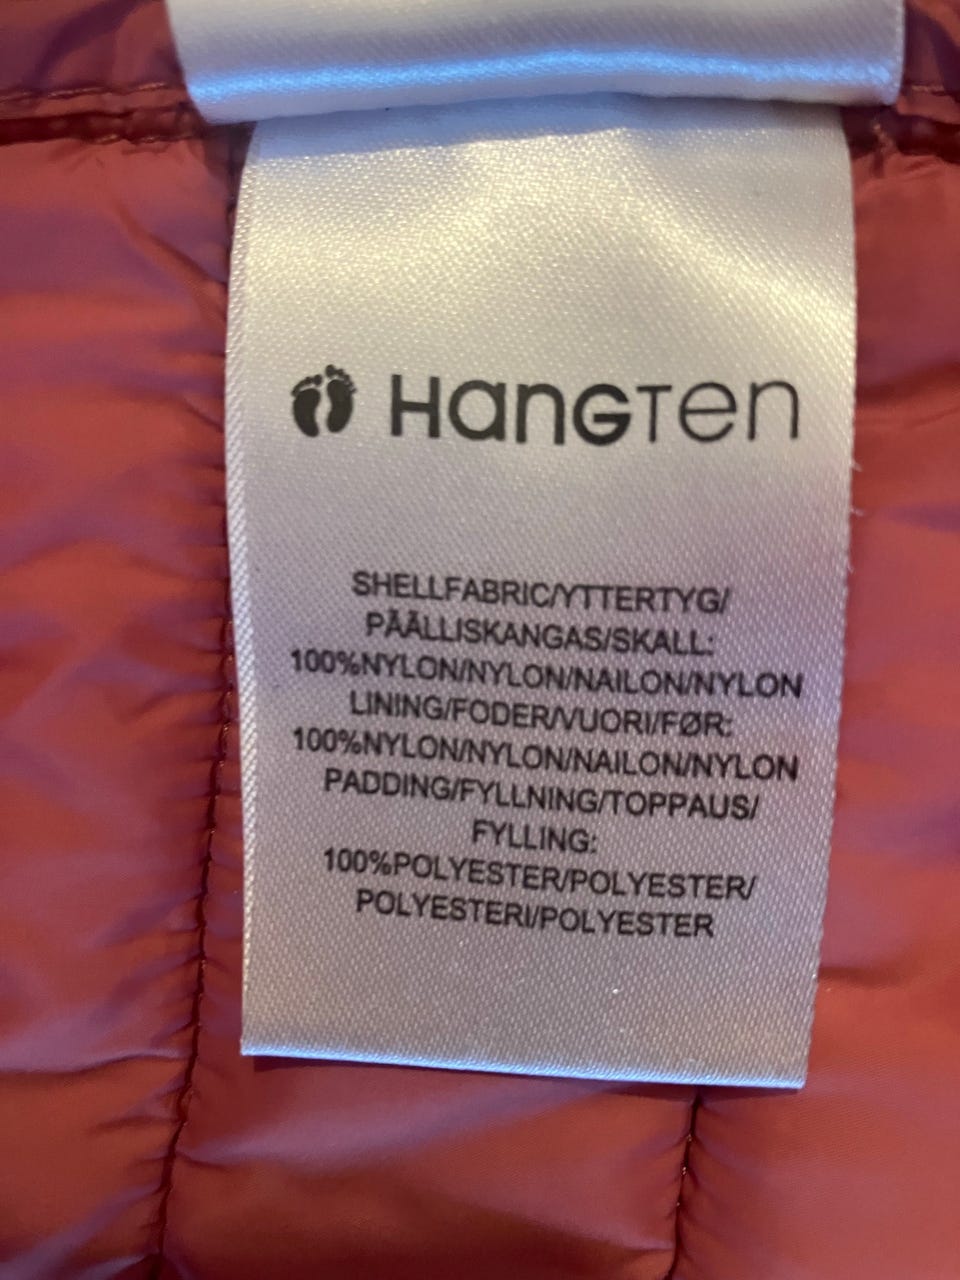 HANGTEN
SHELLFABRIC/YTTERTYG/
PÄÄLLISKANGAS/SKALL:
100%NYLON/NYLON/NAILON/NYLON
LINING/FODER/VUORI/FØR:
100%NYLON/NYLON/NAILON/NYLON
PADDING/FYLLNING/TOPPAUS/
FYLLING:
100%POLYESTER/POLYESTER/
POLYESTERI/POLYESTER